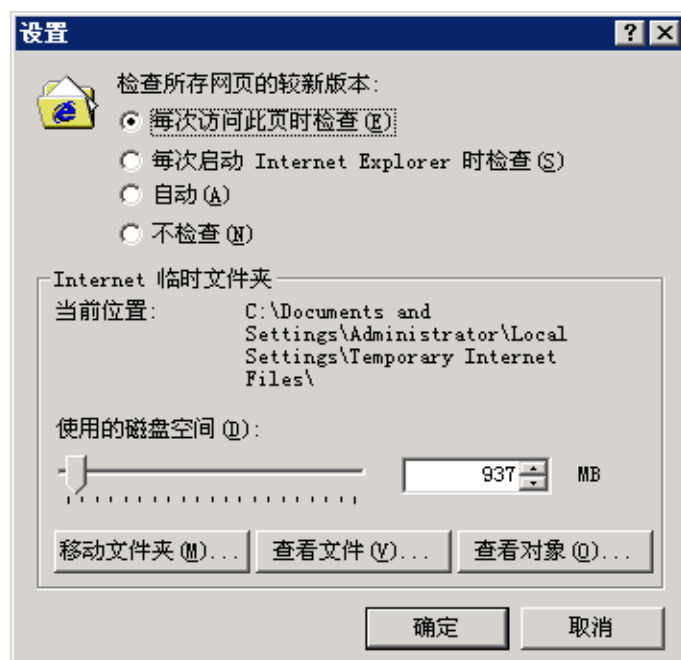 设置
检查所存网页的较新版本:
每次访问此页时检查(E)
每次启动 Internet Explorer 时检查(S)
自动(A)
不检查(N)
Internet 临时文件夹
当前位置: C:\Documents and
Settings\Administrator\Local
Settings\Temporary Internet
Files\
使用的磁盘空间(D):
937 MB
移动文件夹(M)... 查看文件(V)... 查看对象(O)...
确定 取消